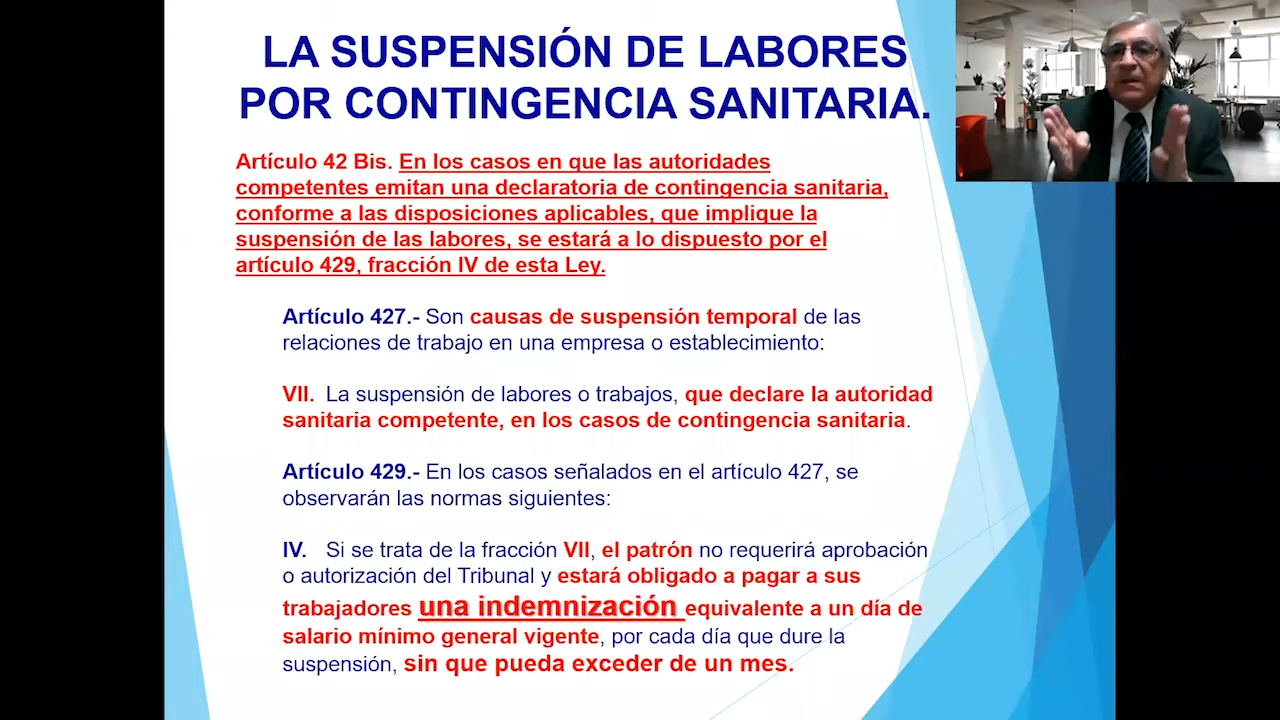 LA SUSPENSIÓN DE LABORES
POR CONTINGENCIA SANITARIA.
Artículo 42 Bis. En los casos en que las autoridades
competentes emitan una declaratoria de contingencia sanitaria,
conforme a las disposiciones aplicables, que implique la
suspensión de las labores, se estará a lo dispuesto por el
artículo 429, fracción IV de esta Ley.
Artículo 427.- Son causas de suspensión temporal de las
relaciones de trabajo en una empresa o establecimiento:
VII. La suspensión de labores o trabajos, que declare la autoridad
sanitaria competente, en los casos de contingencia sanitaria.
Artículo 429.- En los casos señalados en el artículo 427, se
observarán las normas siguientes:
IV. Si se trata de la fracción VII, el patrón no requerirá aprobación
o autorización del Tribunal y estará obligado a pagar a sus
trabajadores una indemnización equivalente a un día de
salario mínimo general vigente, por cada día que dure la
suspensión, sin que pueda exceder de un mes.